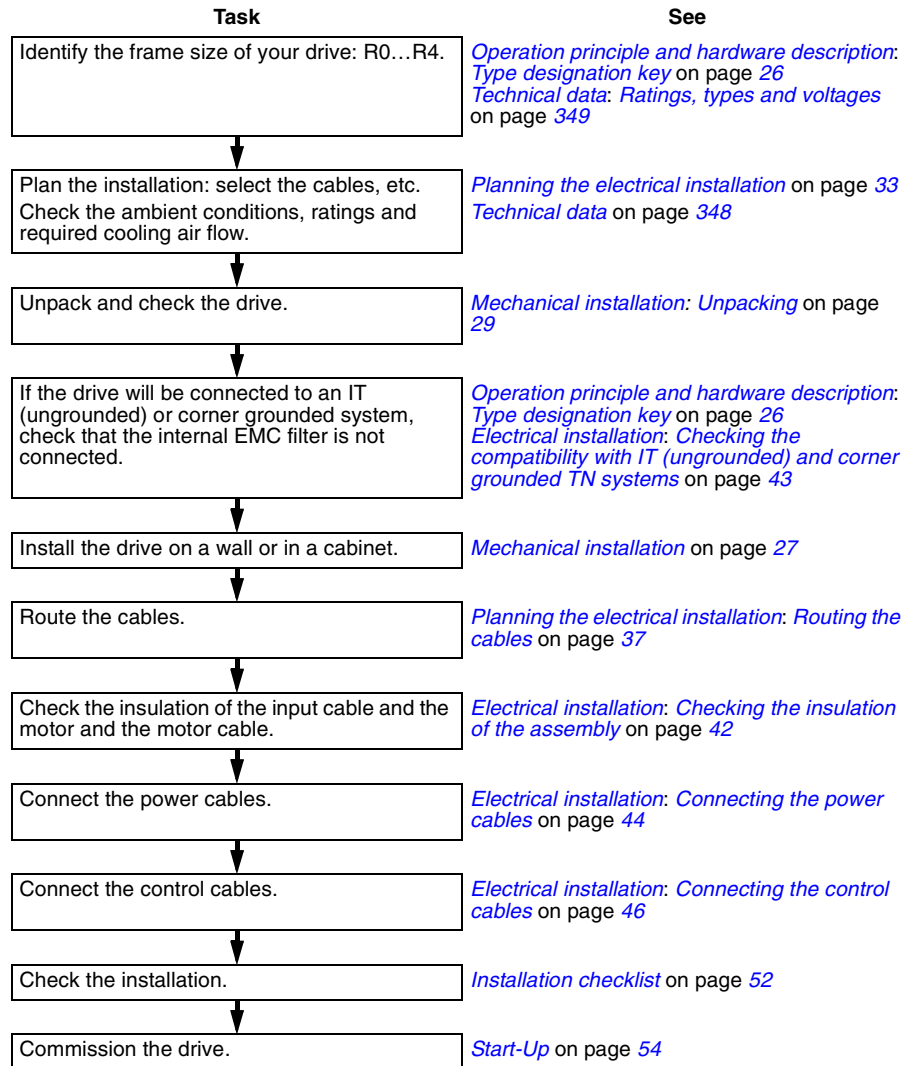 Task
See
Identify the frame size of your drive: R0…R4.
Operation principle and hardware description:
Type designation key on page 26
Technical data: Ratings, types and voltages
on page 349
Plan the installation: select the cables, etc.
Check the ambient conditions, ratings and
required cooling air flow.
Planning the electrical installation on page 33
Technical data on page 348
Unpack and check the drive.
Mechanical installation: Unpacking on page
29
If the drive will be connected to an IT
(ungrounded) or corner grounded system,
check that the internal EMC filter is not
connected.
Operation principle and hardware description:
Type designation key on page 26
Electrical installation: Checking the
compatibility with IT (ungrounded) and corner
grounded TN systems on page 43
Install the drive on a wall or in a cabinet.
Mechanical installation on page 27
Route the cables.
Planning the electrical installation: Routing the
cables on page 37
Check the insulation of the input cable and the
motor and the motor cable.
Electrical installation: Checking the insulation
of the assembly on page 42
Connect the power cables.
Electrical installation: Connecting the power
cables on page 44
Connect the control cables.
Electrical installation: Connecting the control
cables on page 46
Check the installation.
Installation checklist on page 52
Commission the drive.
Start-Up on page 54